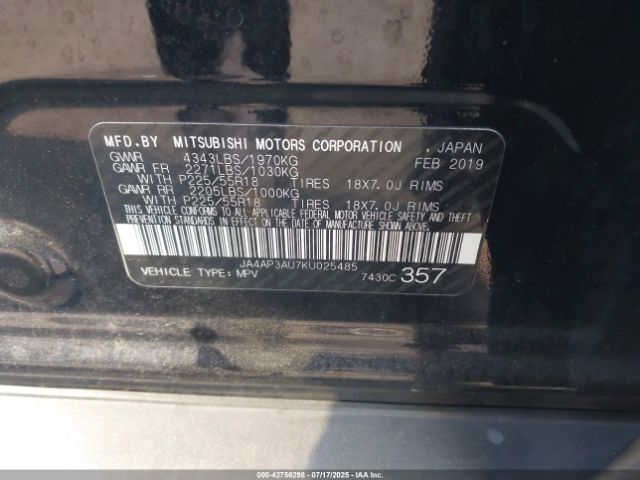 MFD.BY MITSUBISHI MOTORS CORPORATION , JAPAN
GVWR 4343LBS/1970KG FEB 2019
GAWR FR 2271LBS/1030KG
WITH P225/55R18 TIRES 18X7.0J RIMS
GAWR RR 2205LBS/1000KG
WITH P225/55R18 TIRES 18X7.0J RIMS
THIS VEHICLE CONFORMS TO ALL APPLICABLE FEDERAL MOTOR VEHICLE SAFETY AND THEFT
PREVENTION STANDARDS IN EFFECT ON THE DATE OF MANUFACTURE SHOWN ABOVE.
JA4AP3AU7KU025485
VEHICLE TYPE: MPV 7430C 357
000-42756298 - 07/17/2025 - IAAI.COM